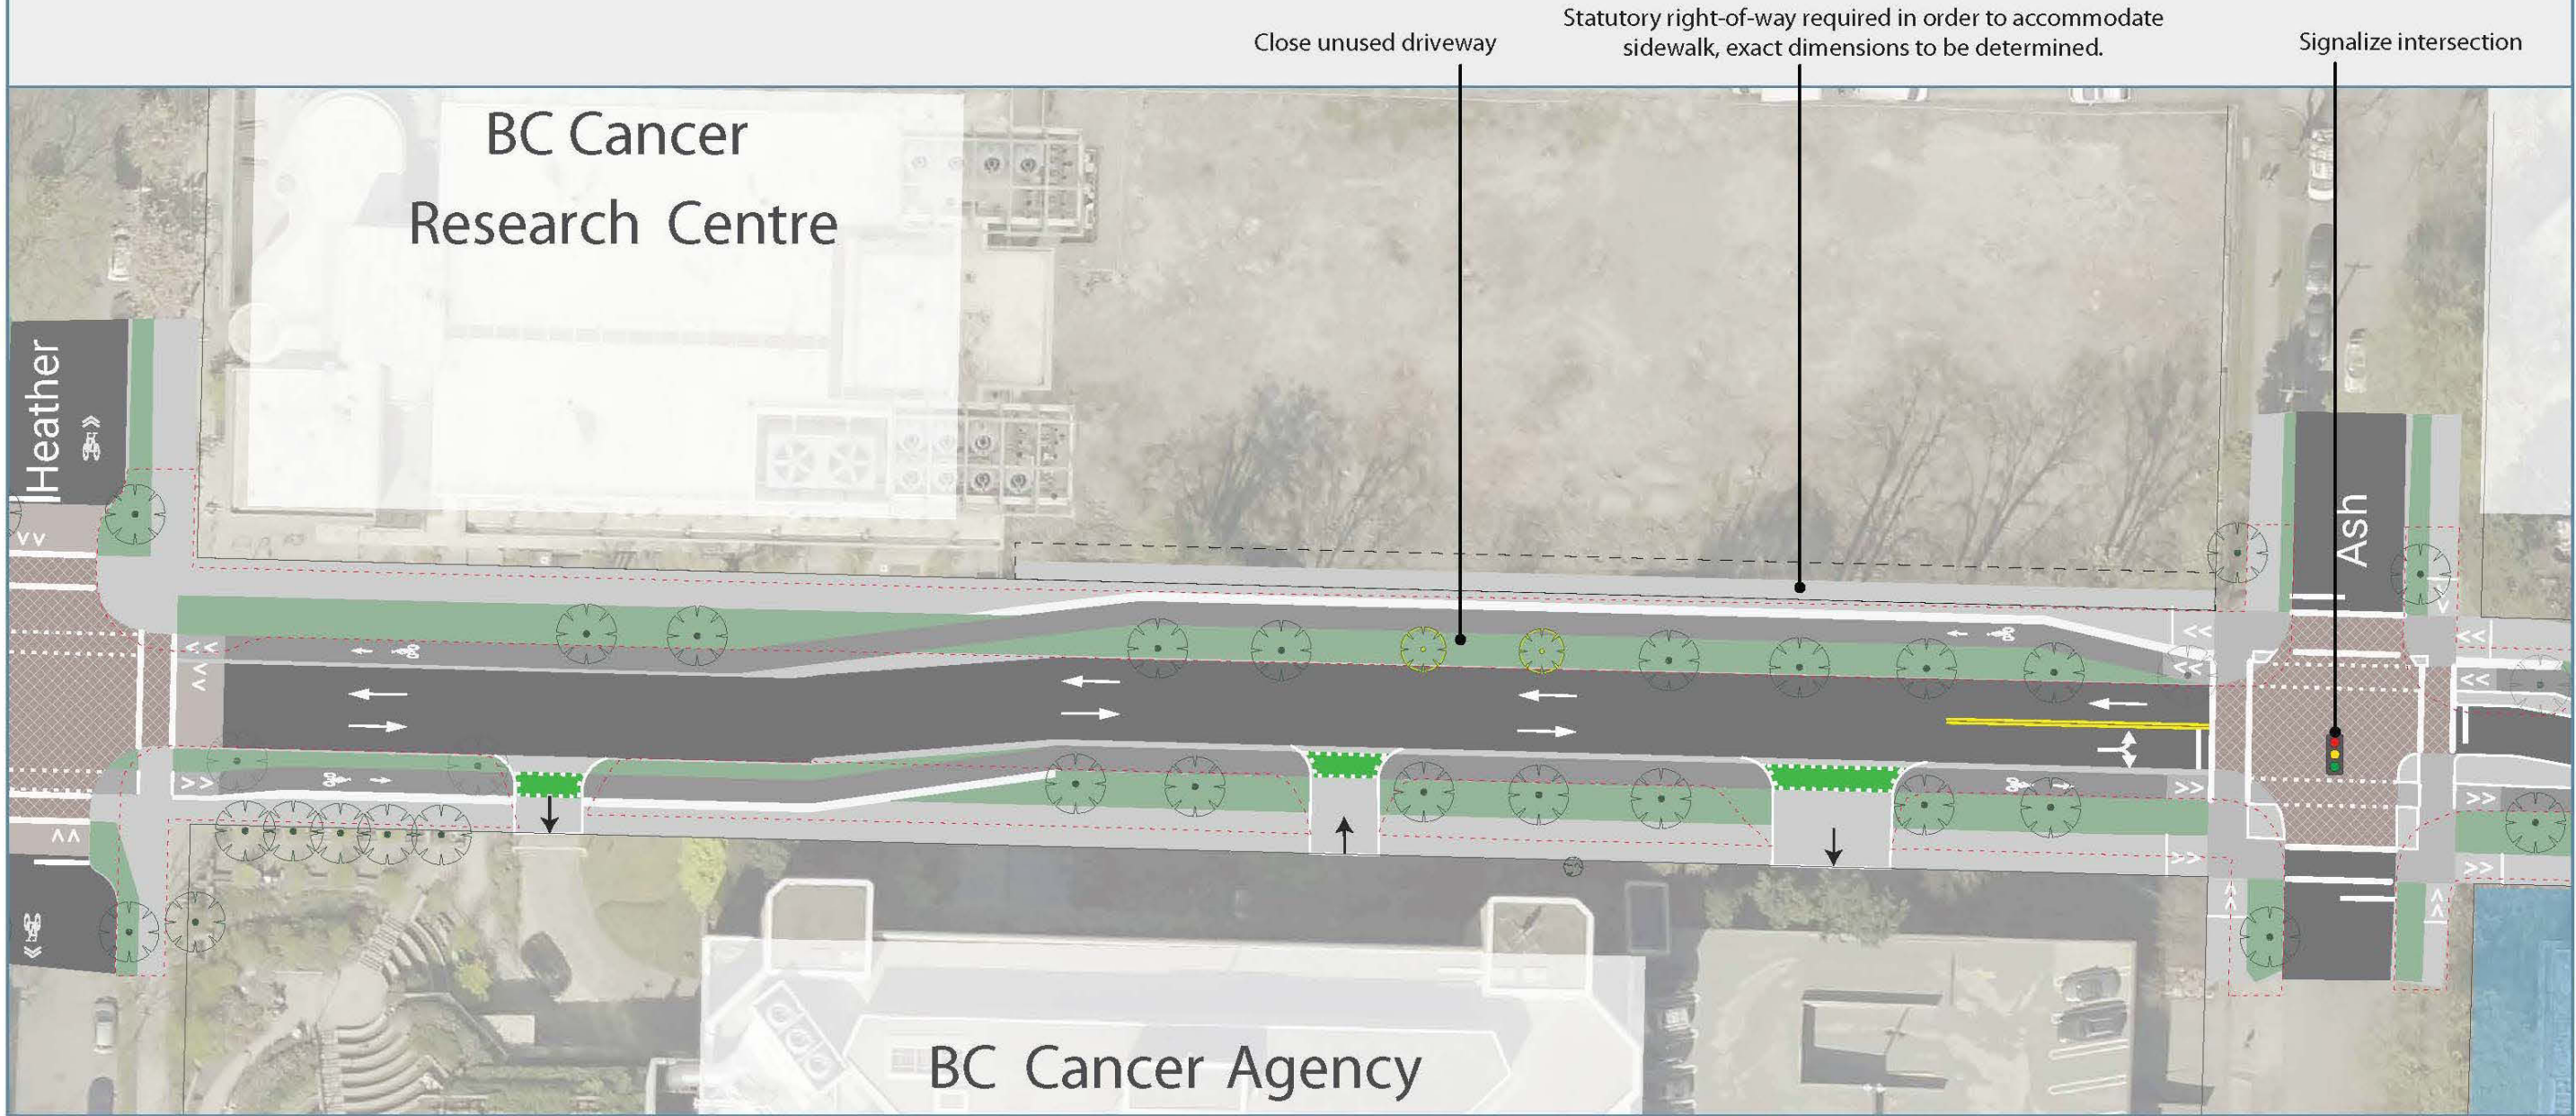 Close unused driveway
Statutory right-of-way required in order to accommodate
sidewalk, exact dimensions to be determined.
Signalize intersection
BC Cancer
Research Centre
Heather
Ash
BC Cancer Agency